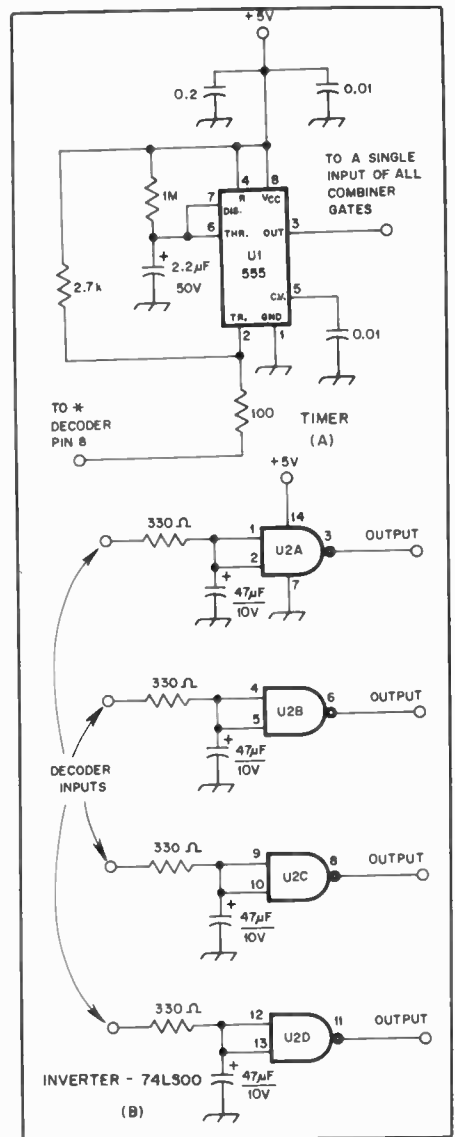 +5V
0.2
0.01
TO A SINGLE
INPUT OF ALL
COMBINER
GATES
4
8
R
VCC
1M
7
DIS.
6
THR.
OUT
3
U1
555
+
2.2µF
50V
2.7k
5
C.V.
TR.
GND
2
1
0.01
100
TO *
DECODER
PIN 8
TIMER
(A)
+5V
14
330 Ω
1
2
U2A
3
OUTPUT
7
+
47µF
10V
330 Ω
4
5
U2B
6
OUTPUT
+
47µF
10V
DECODER
INPUTS
330 Ω
9
10
U2C
8
OUTPUT
+
47µF
10V
330 Ω
12
13
U2D
11
OUTPUT
+
47µF
10V
INVERTER - 74LS00
(B)